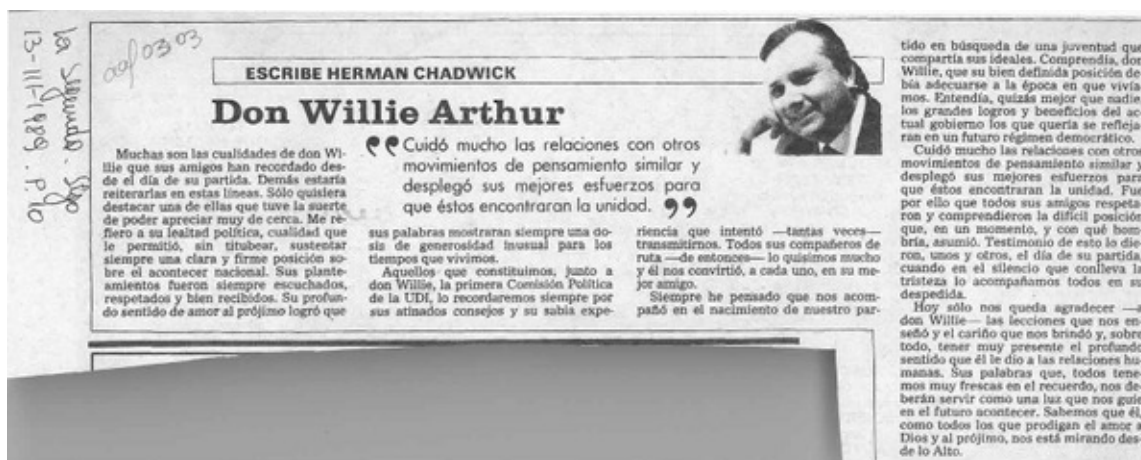 La Segunda. Stgo
13-III-1989. P.10
03 03
ESCRIBE HERMAN CHADWICK
Don Willie Arthur
Muchas son las cualidades de don Wi-
llie que sus amigos han recordado des-
de el día de su partida. Demás estaría
reiterarlas en estas líneas. Sólo quisiera
destacar una de ellas que tuve la suerte
de poder apreciar muy de cerca. Me re-
fiero a su lealtad política, cualidad que
le permitió, sin titubear, sustentar
siempre una clara y firme posición so-
bre el acontecer nacional. Sus plante-
amientos fueron siempre escuchados,
respetados y bien recibidos. Su profun-
do sentido de amor al prójimo logró que
Cuidó mucho las relaciones con otros
movimientos de pensamiento similar y
desplegó sus mejores esfuerzos para
que éstos encontraran la unidad.
sus palabras mostraran siempre una do-
sis de generosidad inusual para los
tiempos que vivimos.
Aquellos que constituimos, junto a
don Willie, la primera Comisión Política
de la UDI, lo recordaremos siempre por
sus atinados consejos y su sabia expe-
riencia que intentó —tantas veces—
transmitirnos. Todos sus compañeros de
ruta —de entonces— lo quisimos mucho
y él nos convirtió, a cada uno, en su me-
jor amigo.
Siempre he pensado que nos acom-
pañó en el nacimiento de nuestro par-
tido en búsqueda de una juventud que
compartía sus ideales. Comprendía, don
Willie, que su bien definida posición de-
bía adecuarse a la época en que vivía-
mos. Entendía, quizás mejor que nadie,
los grandes logros y beneficios del ac-
tual gobierno los que quería se refleja-
ran en un futuro régimen democrático.
Cuidó mucho las relaciones con otros
movimientos de pensamiento similar y
desplegó sus mejores esfuerzos para
que éstos encontraran la unidad. Fue
por ello que todos sus amigos respeta-
ron y comprendieron la difícil posición
que, en un momento, y con qué hom-
bría, asumió. Testimonio de esto lo die-
ron, unos y otros, el día de su partida,
cuando en el silencio que conlleva la
tristeza lo acompañamos todos en su
despedida.
Hoy sólo nos queda agradecer —a
don Willie— las lecciones que nos en-
señó y el cariño que nos brindó y, sobre
todo, tener muy presente el profundo
sentido que él le dio a las relaciones hu-
manas. Sus palabras que, todos tene-
mos muy frescas en el recuerdo, nos de-
berán servir como una luz que nos guíe
en el futuro acontecer. Sabemos que él,
como todos los que prodigan el amor a
Dios y al prójimo, nos está mirando des-
de lo Alto.